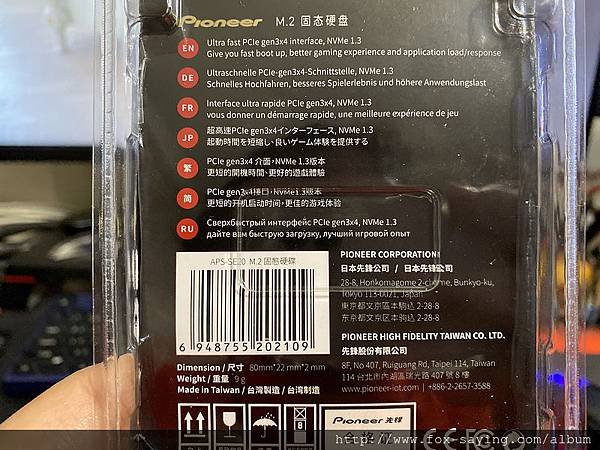 Pioneer M.2 固态硬盘
EN Ultra fast PCIe gen3x4 interface, NVMe 1.3
Give you fast boot up, better gaming experience and application load/response
DE Ultraschnelle PCIe-gen3x4-Schnittstelle, NVMe 1.3
Schnelles Hochfahren, besseres Spielerlebnis und höhere Anwendungslast
FR Interface ultra rapide PCIe gen3x4, NVMe 1.3
vous donner un démarrage rapide, une meilleure expérience de jeu
JP 超高速PCIe gen3x4インターフェース, NVMe 1.3
起動時間を短縮し、良いゲーム体験を提供する
繁 PCIe gen3x4 介面，NVMe 1.3版本
更短的開機時間、更好的遊戲體驗
简 PCIe gen3x4接口，NVMe1.3版本
更短的开机启动时间，更佳的游戏体验
RU Сверхбыстрый интерфейс PCIe gen3x4, NVMe 1.3
дайте вам быструю загрузку, лучший игровой опыт
APS-SE20 M.2 固態硬碟
6 948755 202109
Dimension / 尺寸 80mm*22 mm*2 mm
Weight / 重量 9 g
Made in Taiwan / 台灣製造 / 台湾制造
PIONEER CORPORATION
日本先鋒公司 / 日本先锋公司
28-8, Honkomagome 2-chome, Bunkyo-ku,
Tokyo 113-0021, Japan
東京都文京區本駒込 2-28-8
东京都文京区本驹込 2-28-8
PIONEER HIGH FIDELITY TAIWAN CO. LTD.
先鋒股份有限公司
8F, No 407, Ruiguang Rd, Taipei 114, Taiwan
114 台北市內湖區瑞光路 407 號 8 樓
www.pioneer-iot.com | +886-2-2657-3588
8
Pioneer 先锋
CE
http://www.fox-saying.com/album